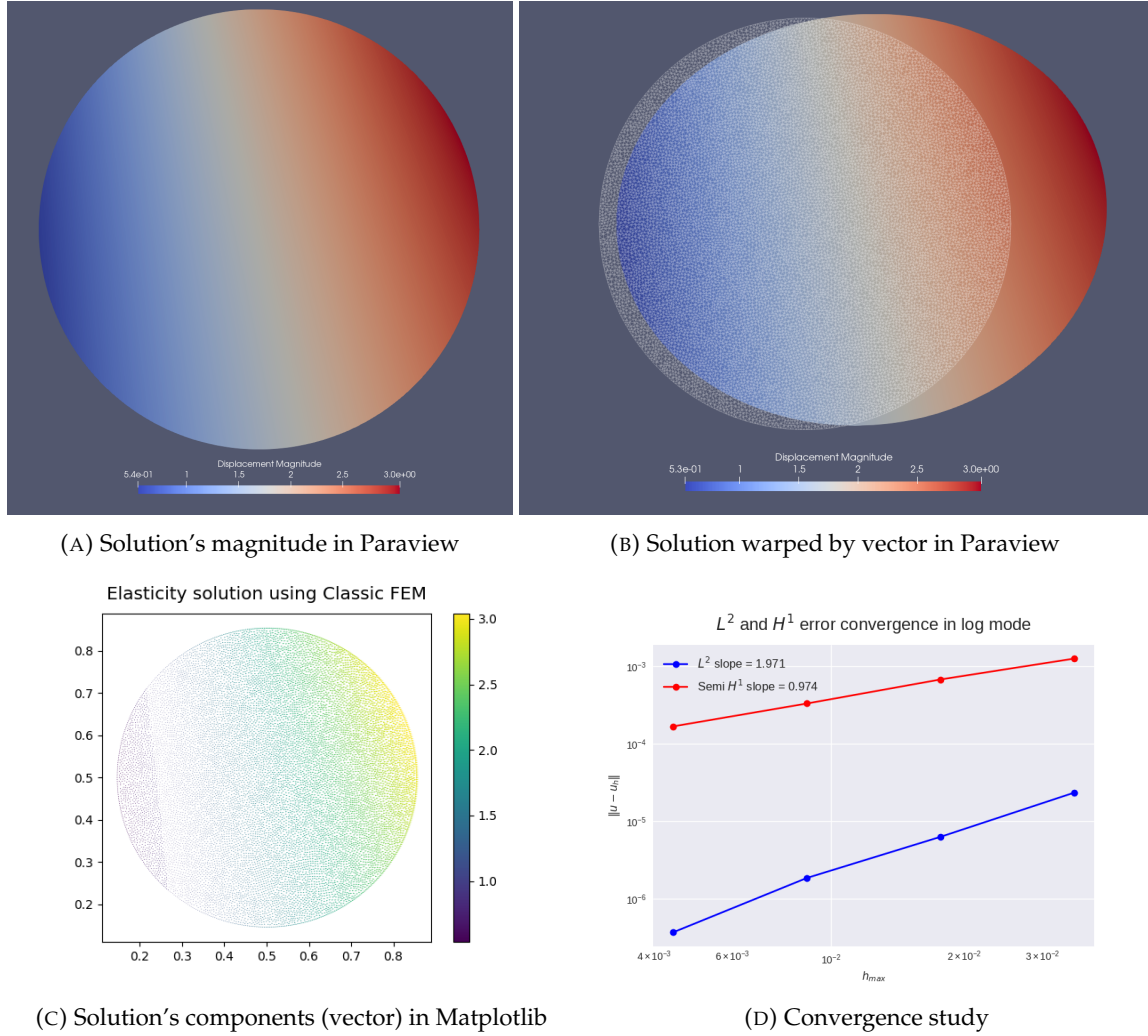 Displacement Magnitude
5.4e-01 1 1.5 2 2.5 3.0e+00
Displacement Magnitude
5.3e-01 1 1.5 2 2.5 3.0e+00
(A) Solution's magnitude in Paraview
(B) Solution warped by vector in Paraview
Elasticity solution using Classic FEM
0.8
0.7
0.6
0.5
0.4
0.3
0.2
0.2 0.3 0.4 0.5 0.6 0.7 0.8
3.0
2.5
2.0
1.5
1.0
L² and H¹ error convergence in log mode
L² slope = 1.971
Semi H¹ slope = 0.974
10⁻³
10⁻⁴
10⁻⁵
10⁻⁶
‖u − u_h‖
4 × 10⁻³ 6 × 10⁻³ 10⁻² 2 × 10⁻² 3 × 10⁻²
h_max
(C) Solution's components (vector) in Matplotlib
(D) Convergence study